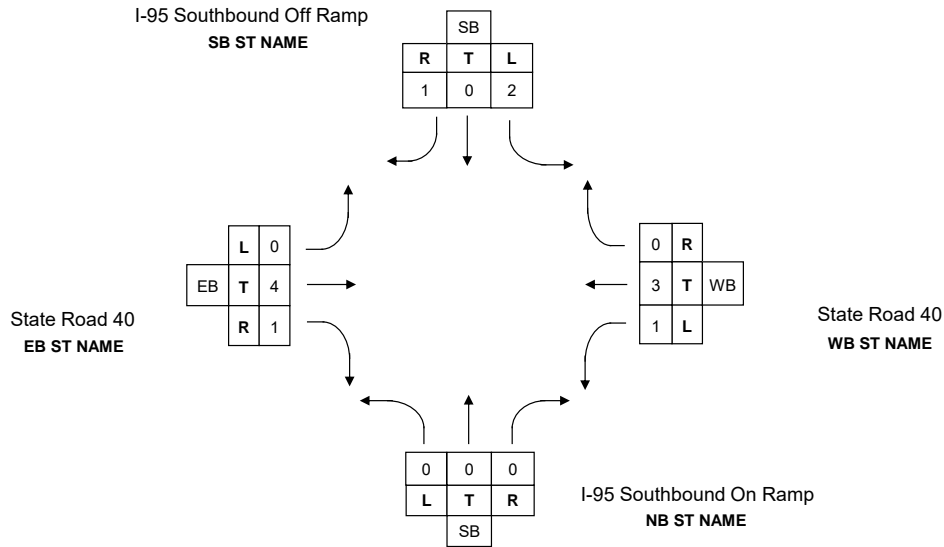 I-95 Southbound Off Ramp
SB ST NAME
SB
R T L
1 0 2
L 0
EB T 4
R 1
State Road 40
EB ST NAME
0 R
3 T WB
1 L
State Road 40
WB ST NAME
0 0 0
L T R
SB
I-95 Southbound On Ramp
NB ST NAME